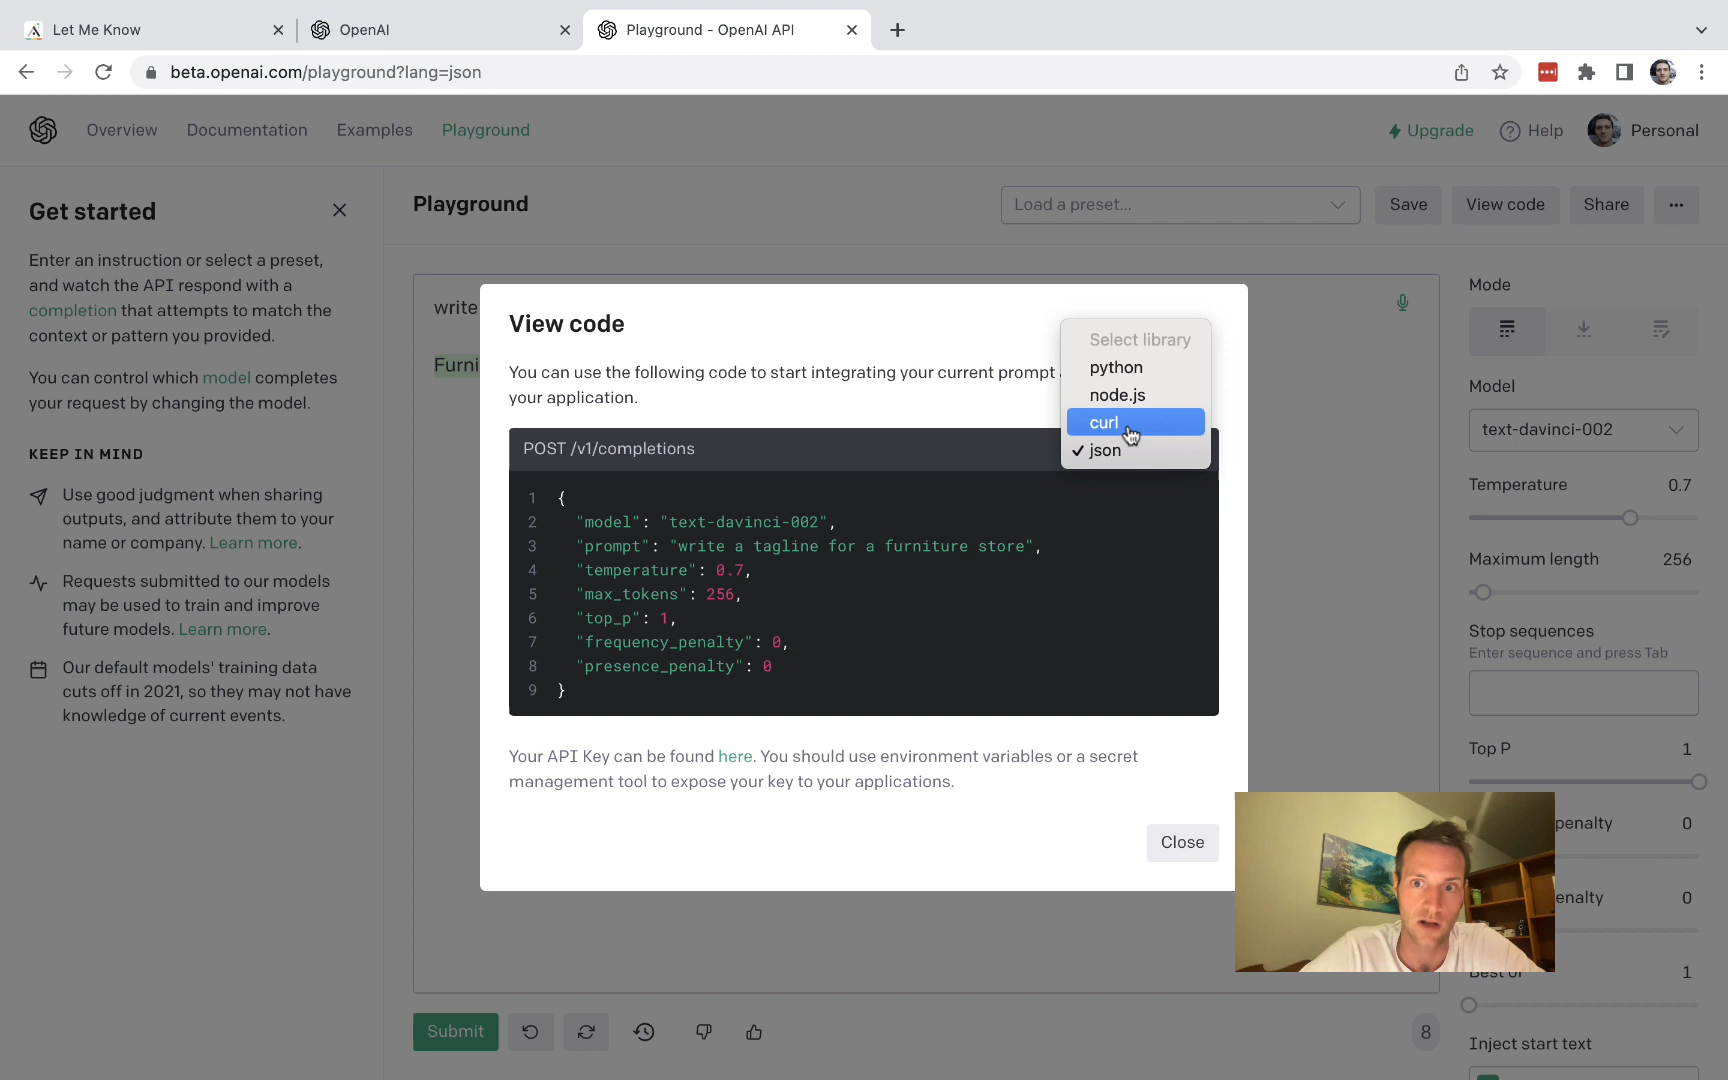 Let Me Know
OpenAI
Playground - OpenAI API
beta.openai.com/playground?lang=json
Overview
Documentation
Examples
Playground
Upgrade
Help
Personal
Get started
Enter an instruction or select a preset,
and watch the API respond with a
completion that attempts to match the
context or pattern you provided.
You can control which model completes
your request by changing the model.
KEEP IN MIND
Use good judgment when sharing
outputs, and attribute them to your
name or company. Learn more.
Requests submitted to our models
may be used to train and improve
future models. Learn more.
Our default models' training data
cuts off in 2021, so they may not have
knowledge of current events.
Playground
Load a preset...
Save
View code
Share
write
Furni
View code
You can use the following code to start integrating your current prompt
your application.
Select library
python
node.js
curl
json
POST /v1/completions
1 {
2 "model": "text-davinci-002",
3 "prompt": "write a tagline for a furniture store",
4 "temperature": 0.7,
5 "max_tokens": 256,
6 "top_p": 1,
7 "frequency_penalty": 0,
8 "presence_penalty": 0
9 }
Your API Key can be found here. You should use environment variables or a secret
management tool to expose your key to your applications.
Close
Submit
8
Mode
Model
text-davinci-002
Temperature 0.7
Maximum length 256
Stop sequences
Enter sequence and press Tab
Top P 1
penalty 0
enalty 0
Best of 1
Inject start text